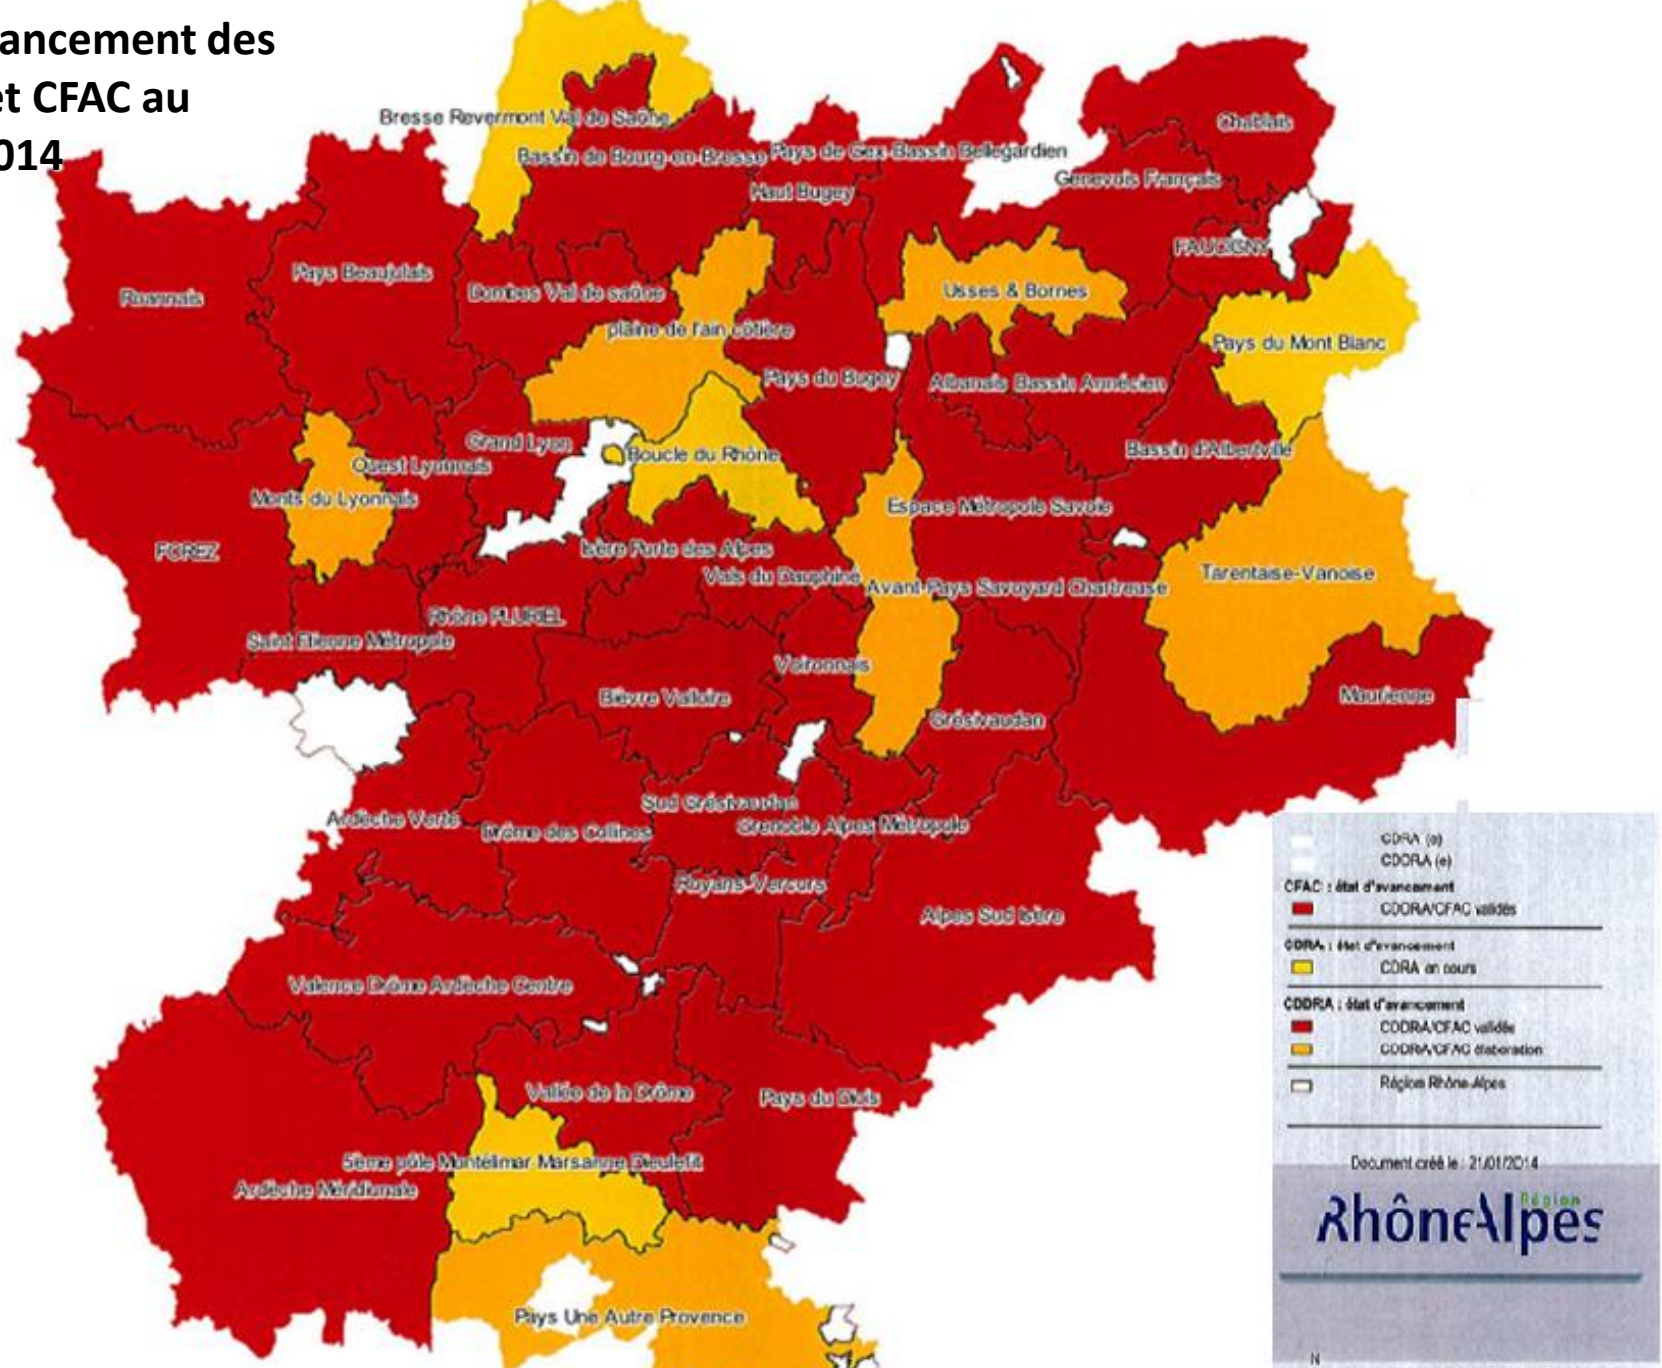 ancement des
et CFAC au
014
Chablais
Bresse Revermont Val de Saône
Bassin de Bourg-en-Bresse
Pays de Gex-Bassin Bellegardien
Genevois Français
Haut Bugey
FAUCIGNY
Pays Beaujolais
Roannais
Dombes Val de saône
Usses & Bornes
plaine de l'ain côtière
Pays du Mont Blanc
Pays du Bugey
Albanais Bassin Annécien
Grand Lyon
Bassin d'Albertville
Boucle du Rhône
Ouest Lyonnais
Monts du Lyonnais
Espace Métropole Savoie
FOREZ
Isère Porte des Alpes
Vals du Dauphiné
Tarentaise-Vanoise
Avant-Pays Savoyard Chartreuse
Rhône PLURIEL
Saint Etienne Métropole
Voironnais
Bièvre Valloire
Maurienne
Grésivaudan
Sud Grésivaudan
Ardèche Verte
Drôme des Collines
Grenoble Alpes Métropole
Royans-Vercors
Alpes Sud Isère
Valence Drôme Ardèche Centre
Vallée de la Drôme
Pays du Diois
5ème pôle Montélimar Marsanne Dieulefit
Ardèche Méridionale
Pays Une Autre Provence
CDRA (e)
CDDRA (e)
CFAC : état d'avancement
CDDRA/CFAC validés
CDRA : état d'avancement
CDRA en cours
CDDRA : état d'avancement
CDDRA/CFAC validée
CDDRA/CFAC élaboration
Région Rhône-Alpes
Document créé le : 21/01/2014
Région
RhôneAlpes
N